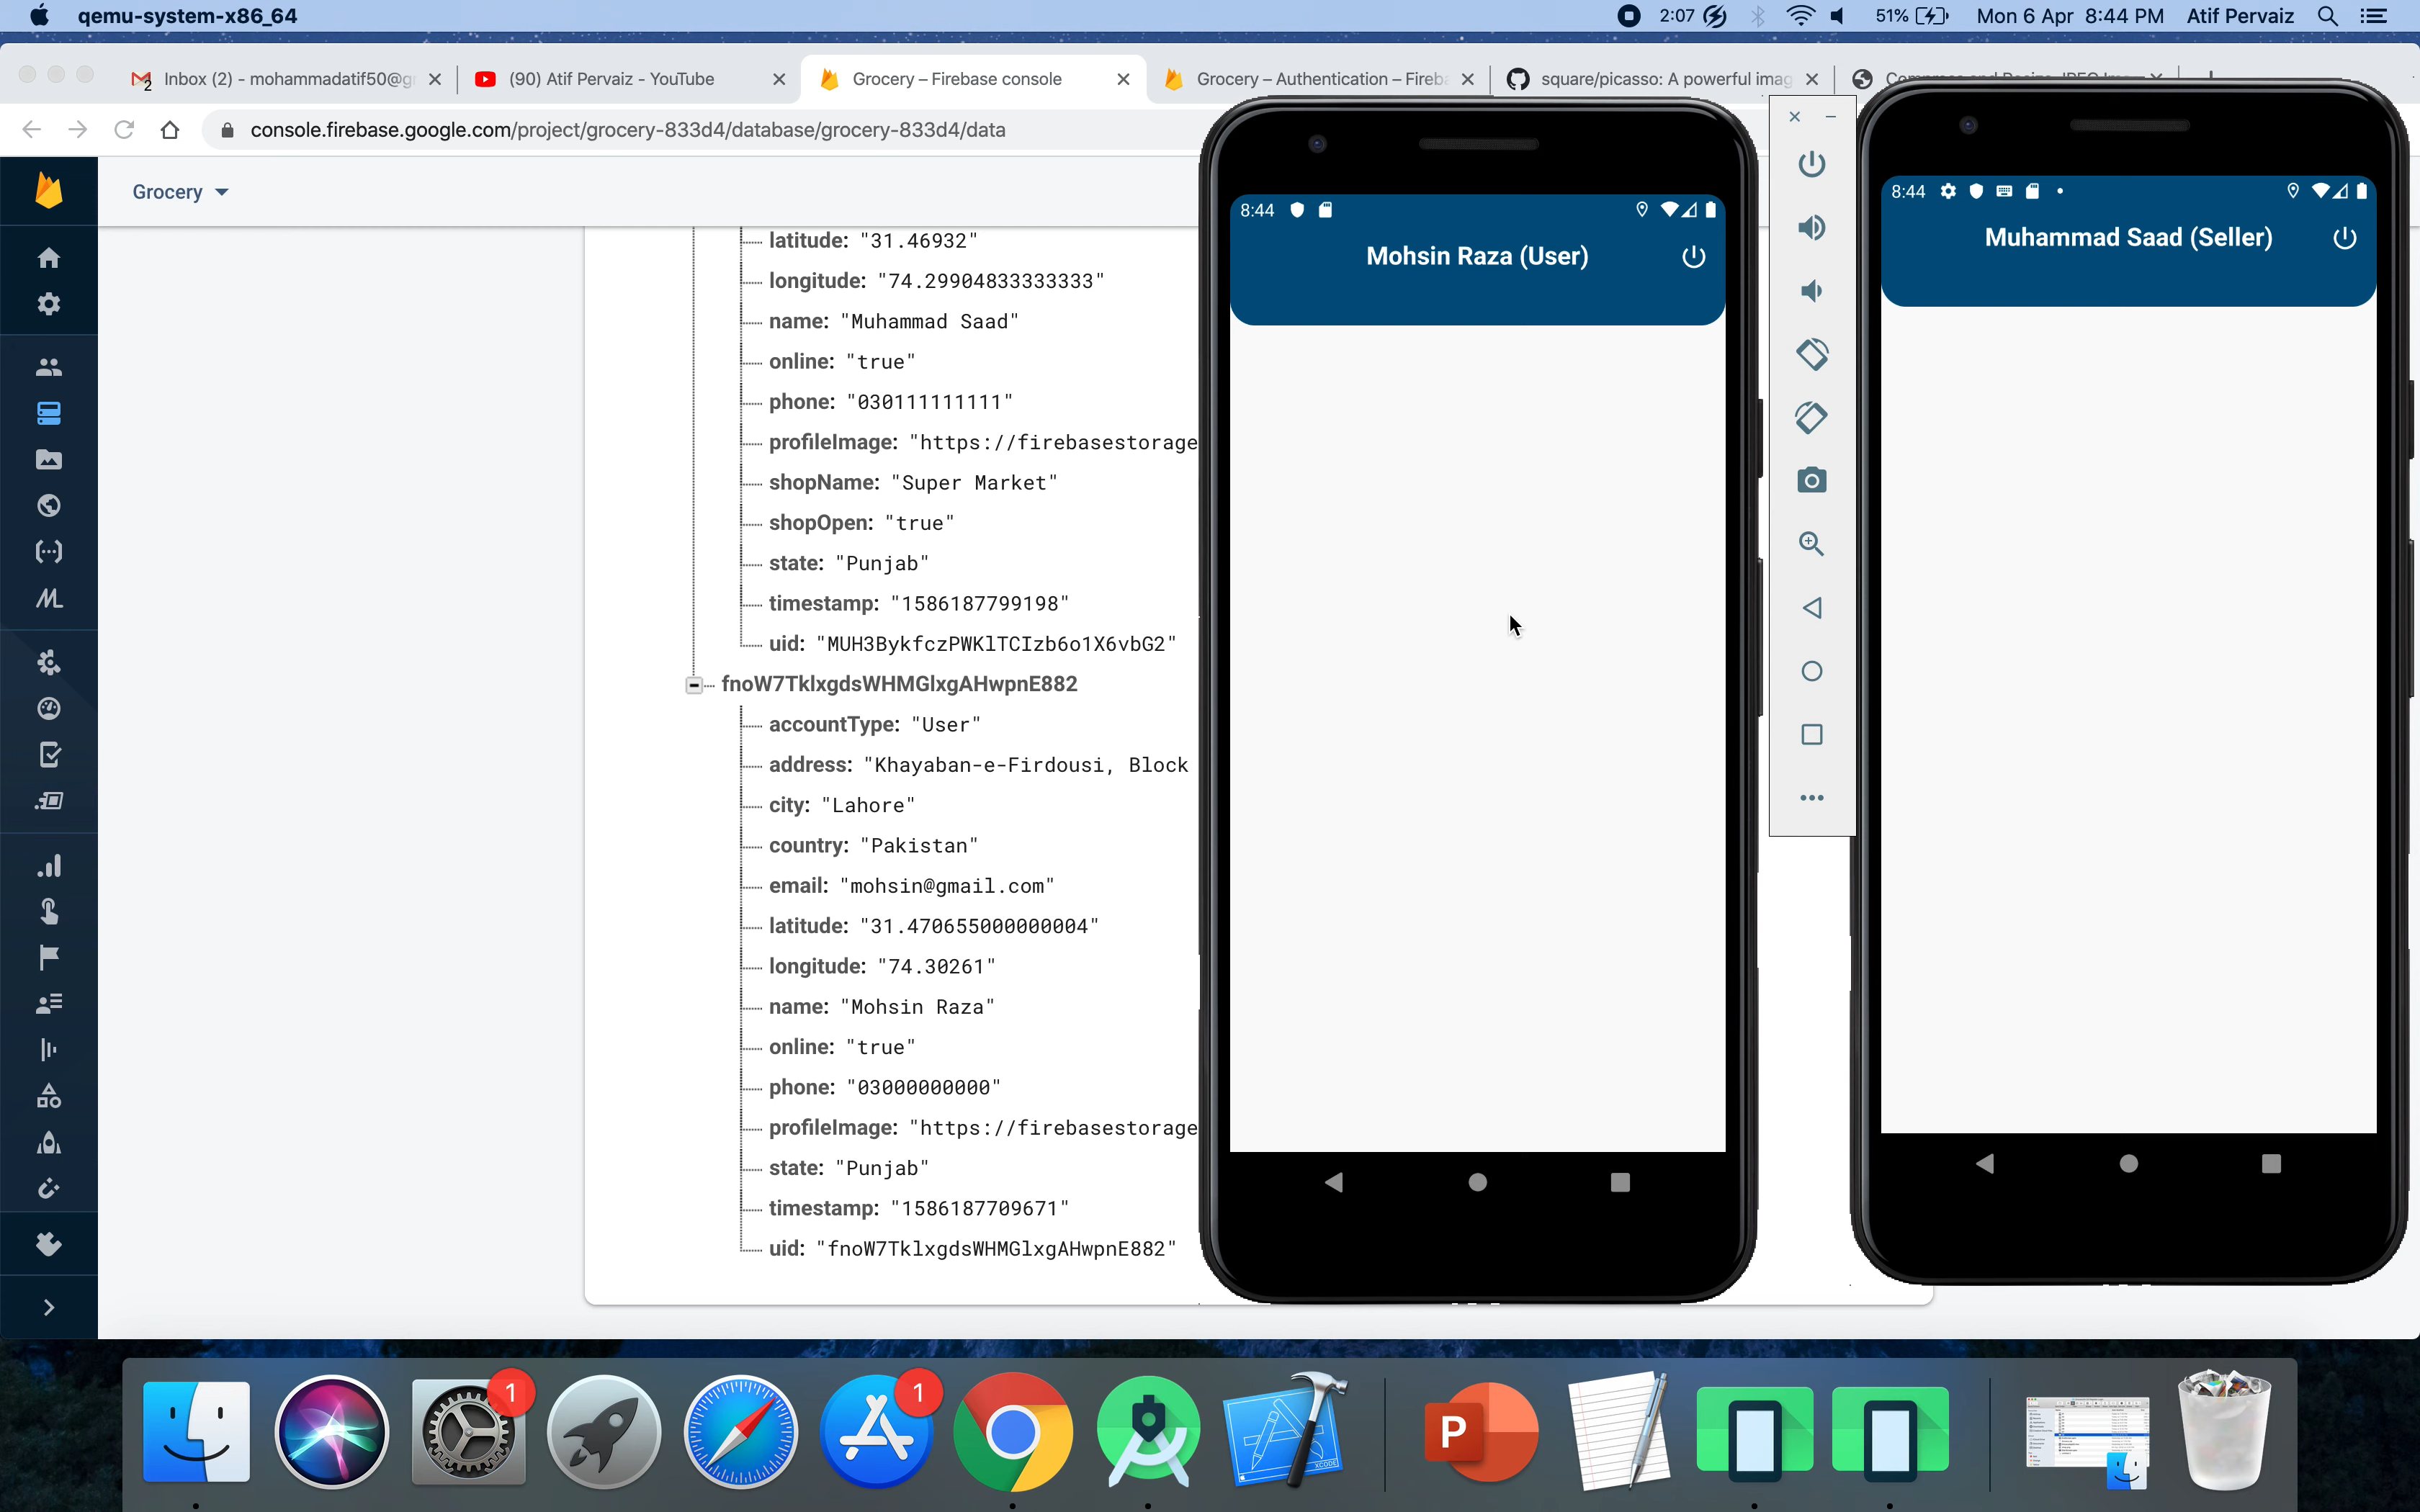 qemu-system-x86_64
2:07
51%
Mon 6 Apr 8:44 PM
Atif Pervaiz
Inbox (2) - mohammadatif50@g
(90) Atif Pervaiz - YouTube
Grocery – Firebase console
Grocery – Authentication – Fireb
square/picasso: A powerful imag
console.firebase.google.com/project/grocery-833d4/database/grocery-833d4/data
Grocery
latitude: "31.46932"
longitude: "74.29904833333333"
name: "Muhammad Saad"
online: "true"
phone: "030111111111"
profileImage: "https://firebasestorage
shopName: "Super Market"
shopOpen: "true"
state: "Punjab"
timestamp: "1586187799198"
uid: "MUH3BykfczPWKlTCIzb6o1X6vbG2"
fnoW7TklxgdsWHMGlxgAHwpnE882
accountType: "User"
address: "Khayaban-e-Firdousi, Block
city: "Lahore"
country: "Pakistan"
email: "mohsin@gmail.com"
latitude: "31.470655000000004"
longitude: "74.30261"
name: "Mohsin Raza"
online: "true"
phone: "03000000000"
profileImage: "https://firebasestorage
state: "Punjab"
timestamp: "1586187709671"
uid: "fnoW7TklxgdsWHMGlxgAHwpnE882"
8:44
Mohsin Raza (User)
8:44
Muhammad Saad (Seller)
1
1
P
XCODE